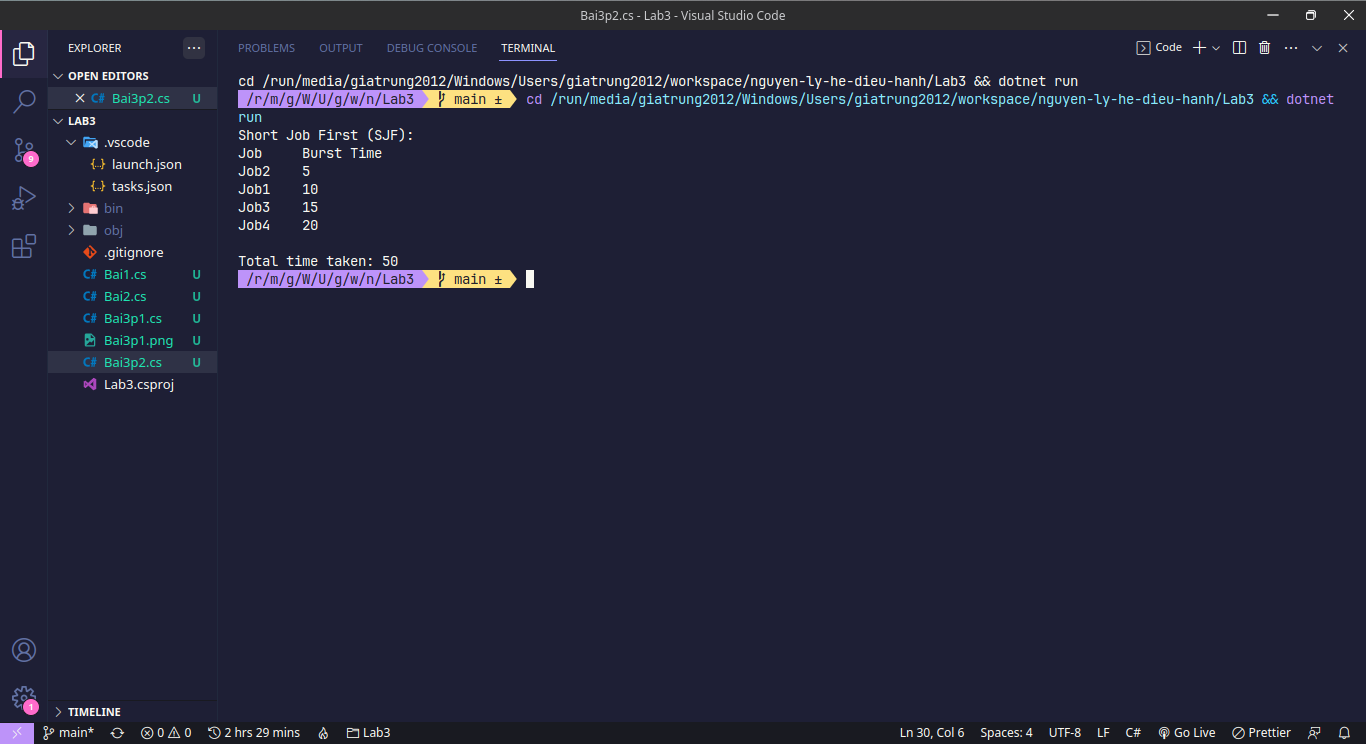 Bai3p2.cs - Lab3 - Visual Studio Code
EXPLORER
OPEN EDITORS
C# Bai3p2.cs U
LAB3
.vscode
{..} launch.json
{..} tasks.json
bin
obj
.gitignore
C# Bai1.cs U
C# Bai2.cs U
C# Bai3p1.cs U
Bai3p1.png U
C# Bai3p2.cs U
Lab3.csproj
TIMELINE
9
1
PROBLEMS OUTPUT DEBUG CONSOLE TERMINAL
Code
cd /run/media/giatrung2012/Windows/Users/giatrung2012/workspace/nguyen-ly-he-dieu-hanh/Lab3 && dotnet run
/r/m/g/W/U/g/w/n/Lab3 main ± cd /run/media/giatrung2012/Windows/Users/giatrung2012/workspace/nguyen-ly-he-dieu-hanh/Lab3 && dotnet
run
Short Job First (SJF):
Job Burst Time
Job2 5
Job1 10
Job3 15
Job4 20
Total time taken: 50
/r/m/g/W/U/g/w/n/Lab3 main ±
main* 0 0 2 hrs 29 mins Lab3 Ln 30, Col 6 Spaces: 4 UTF-8 LF C# Go Live Prettier